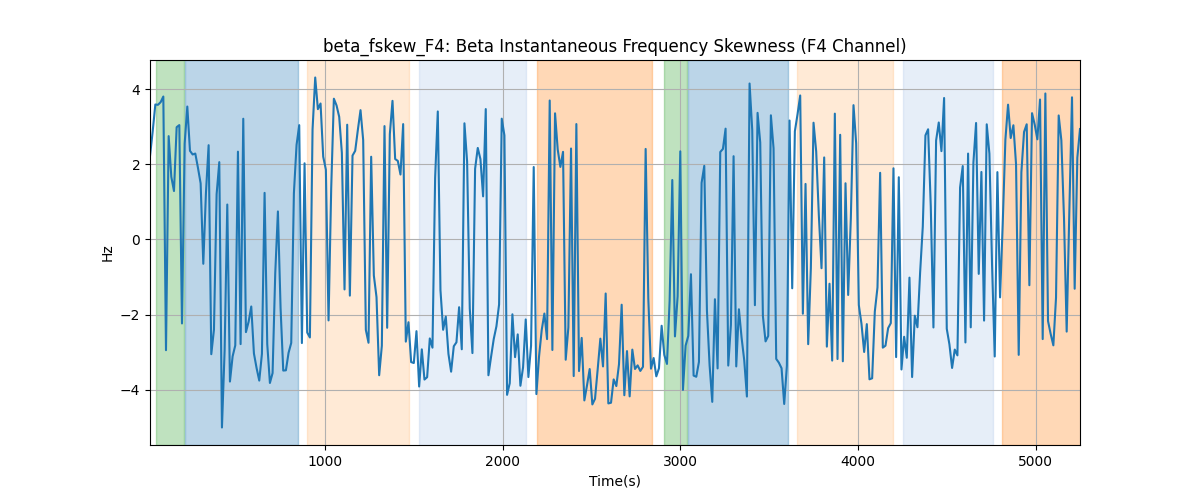 beta_fskew_F4: Beta Instantaneous Frequency Skewness (F4 Channel)
4
2
0
−2
−4
Hz
1000 2000 3000 4000 5000
Time(s)